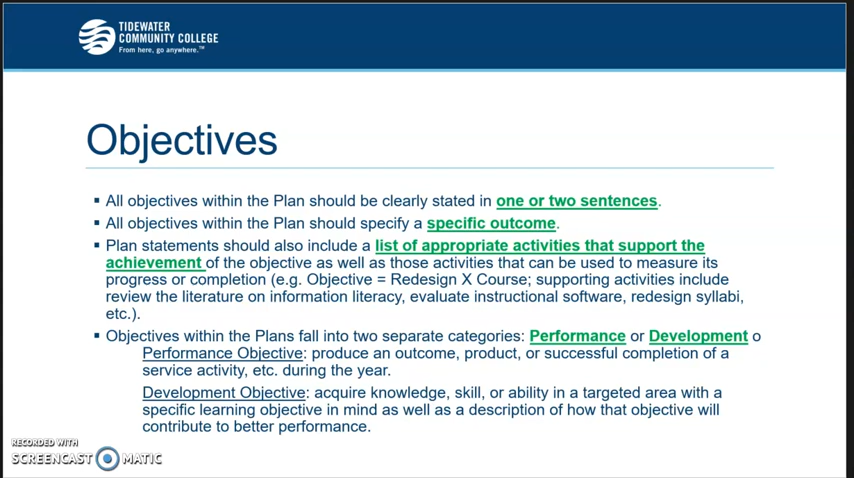 TIDEWATER
COMMUNITY COLLEGE
From here, go anywhere.™
Objectives
▪ All objectives within the Plan should be clearly stated in one or two sentences.
▪ All objectives within the Plan should specify a specific outcome.
▪ Plan statements should also include a list of appropriate activities that support the
achievement of the objective as well as those activities that can be used to measure its
progress or completion (e.g. Objective = Redesign X Course; supporting activities include
review the literature on information literacy, evaluate instructional software, redesign syllabi,
etc.).
▪ Objectives within the Plans fall into two separate categories: Performance or Development o
Performance Objective: produce an outcome, product, or successful completion of a
service activity, etc. during the year.
Development Objective: acquire knowledge, skill, or ability in a targeted area with a
specific learning objective in mind as well as a description of how that objective will
contribute to better performance.
RECORDED WITH
SCREENCAST MATIC